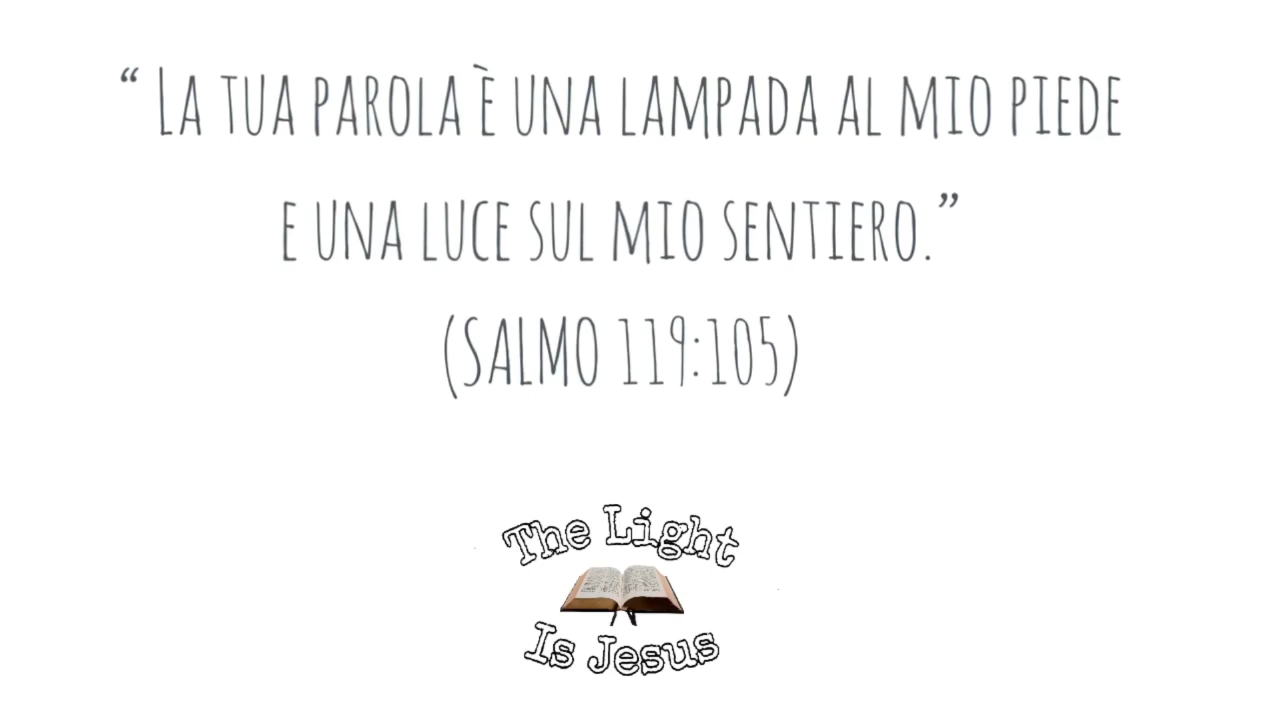 “ La tua parola è una lampada al mio piede
e una luce sul mio sentiero.”
(SALMO 119:105)
The Light
Is Jesus